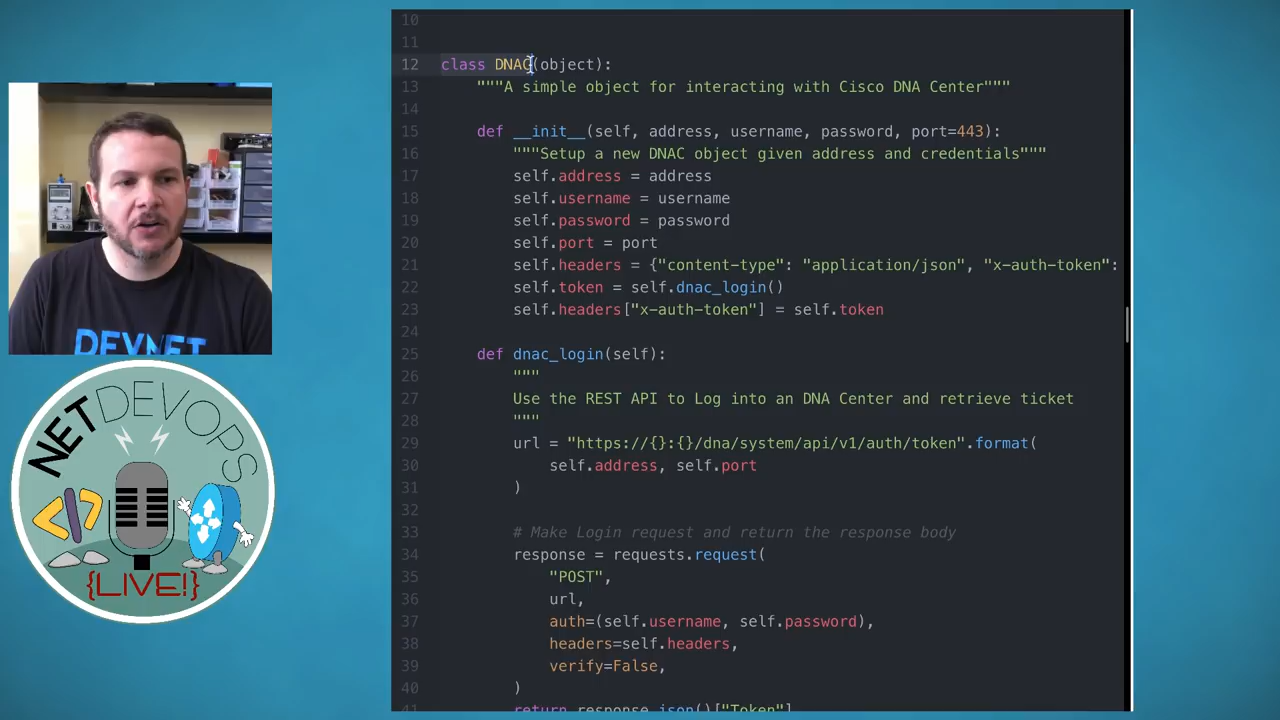 10
11
12 class DNAC(object):
13 """A simple object for interacting with Cisco DNA Center"""
14
15 def __init__(self, address, username, password, port=443):
16 """Setup a new DNAC object given address and credentials"""
17 self.address = address
18 self.username = username
19 self.password = password
20 self.port = port
21 self.headers = {"content-type": "application/json", "x-auth-token":
22 self.token = self.dnac_login()
23 self.headers["x-auth-token"] = self.token
24
25 def dnac_login(self):
26 """
27 Use the REST API to Log into an DNA Center and retrieve ticket
28 """
29 url = "https://{}:{}/dna/system/api/v1/auth/token".format(
30 self.address, self.port
31 )
32
33 # Make Login request and return the response body
34 response = requests.request(
35 "POST",
36 url,
37 auth=(self.username, self.password),
38 headers=self.headers,
39 verify=False,
40 )
41 return response.json()["Token"]
DEVNET
NETDEVOPS
</>
{LIVE!}